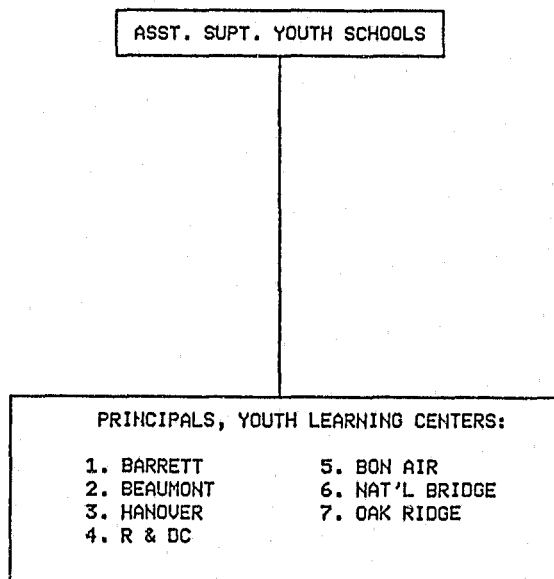 ASST. SUPT. YOUTH SCHOOLS
PRINCIPALS, YOUTH LEARNING CENTERS:
1. BARRETT
2. BEAUMONT
3. HANOVER
4. R & DC
5. BON AIR
6. NAT'L BRIDGE
7. OAK RIDGE